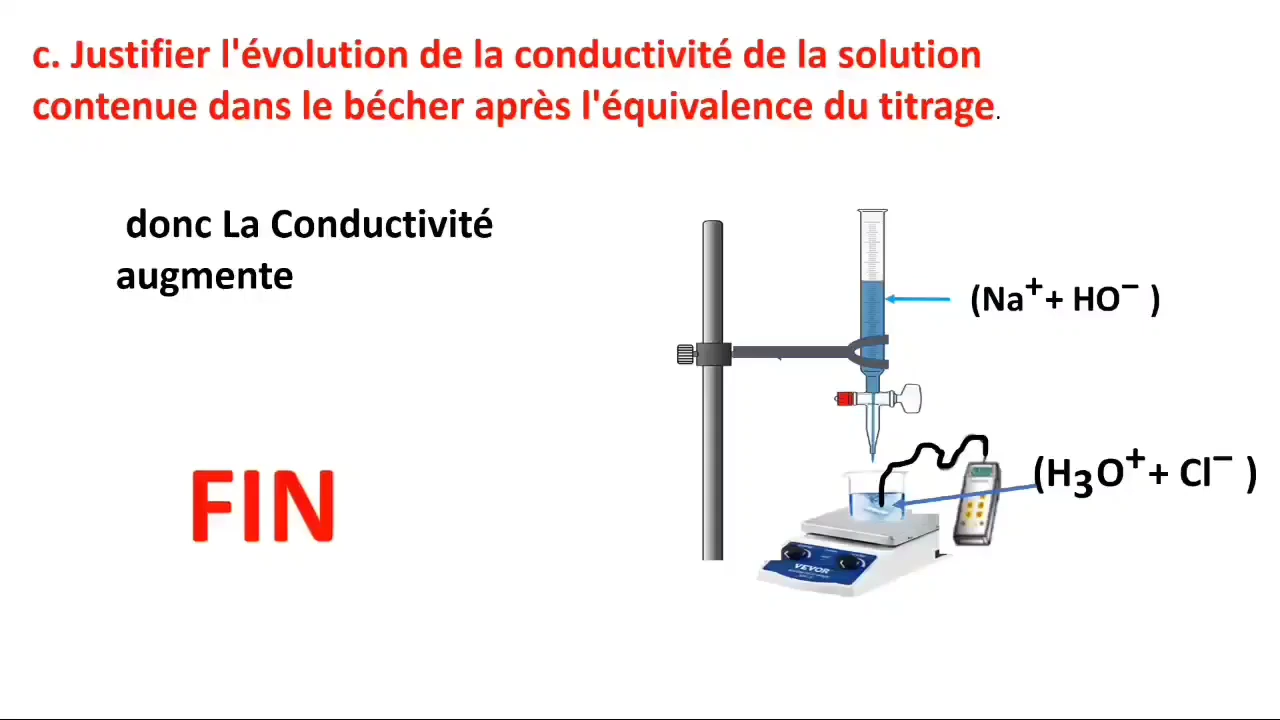 c. Justifier l'évolution de la conductivité de la solution
contenue dans le bécher après l'équivalence du titrage.
donc La Conductivité
augmente
(Na⁺+ HO⁻ )
(H₃O⁺+ Cl⁻ )
FIN
VEVOR